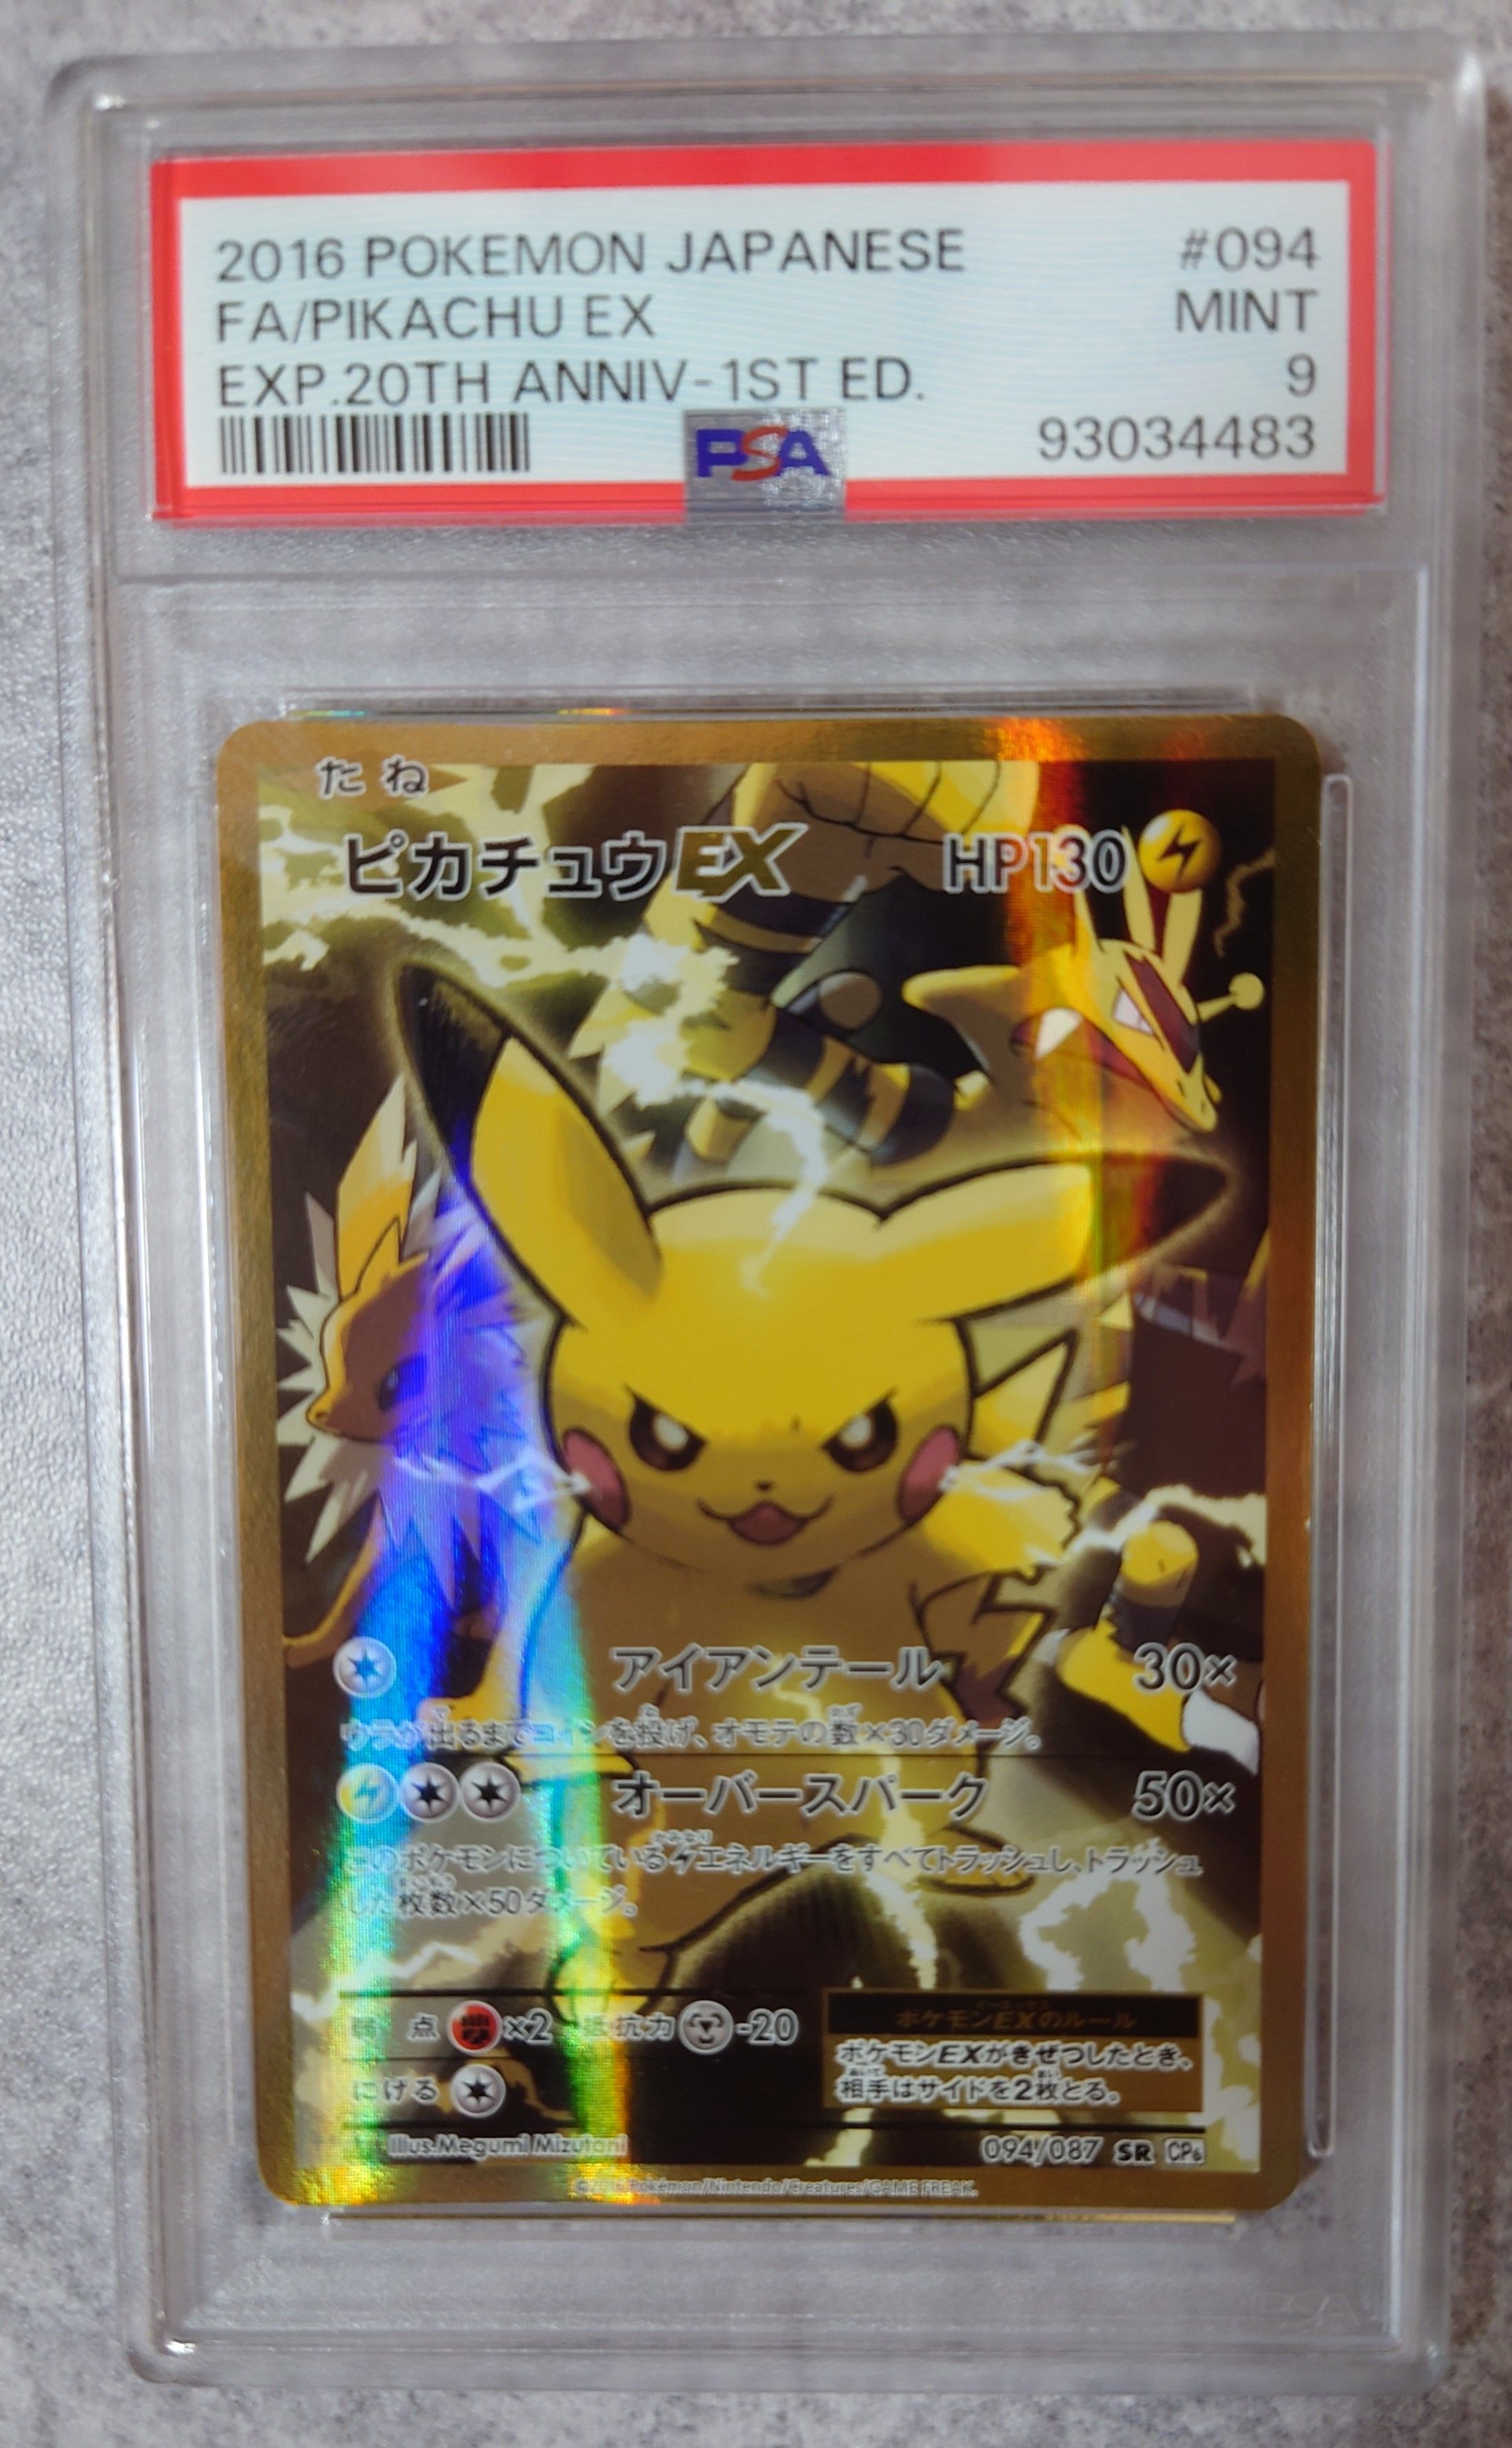 2016 POKEMON JAPANESE #094
FA/PIKACHU EX MINT
EXP.20TH ANNIV-1ST ED. 9
PSA 93034483
たね
ピカチュウEX HP130
アイアンテール 30×
ウラが出るまでコインを投げ、オモテの数×30ダメージ。
オーバースパーク 50×
このポケモンについているエネルギーをすべてトラッシュし、トラッシュ
した枚数×50ダメージ。
弱点 ×2 抵抗力 -20
ポケモンEXのルール
ポケモンEXがきぜつしたとき、
相手はサイドを2枚とる。
にげる
Illus.Megumi Mizutani 094/087 SR CP6
Pokémon/Nintendo/Creatures/GAME FREAK.
PSA